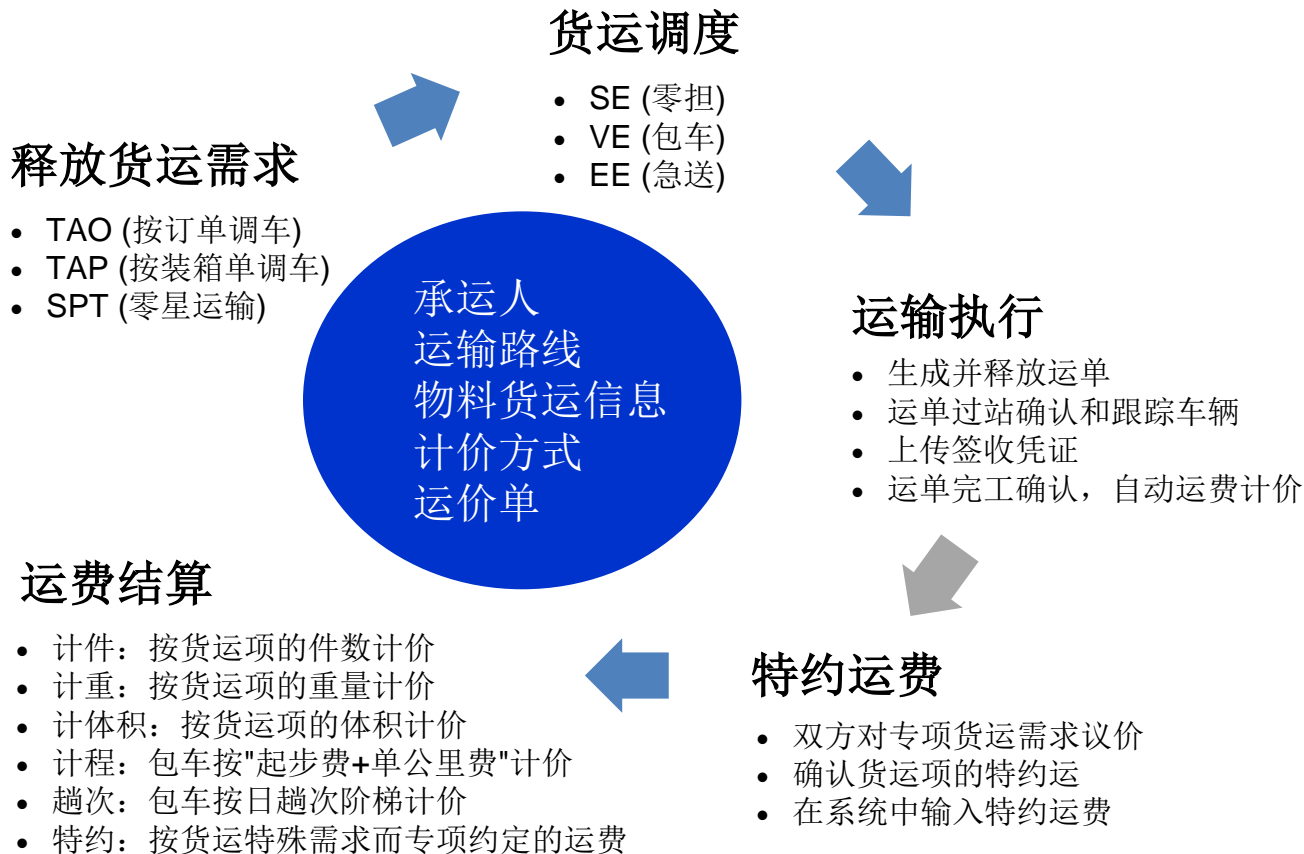 货运调度
• SE (零担)
• VE (包车)
• EE (急送)
释放货运需求
• TAO (按订单调车)
• TAP (按装箱单调车)
• SPT (零星运输)
承运人
运输路线
物料货运信息
计价方式
运价单
运输执行
• 生成并释放运单
• 运单过站确认和跟踪车辆
• 上传签收凭证
• 运单完工确认，自动运费计价
运费结算
• 计件：按货运项的件数计价
• 计重：按货运项的重量计价
• 计体积：按货运项的体积计价
• 计程：包车按"起步费+单公里费"计价
• 趟次：包车按日趟次阶梯计价
• 特约：按货运特殊需求而专项约定的运费
特约运费
• 双方对专项货运需求议价
• 确认货运项的特约运
• 在系统中输入特约运费